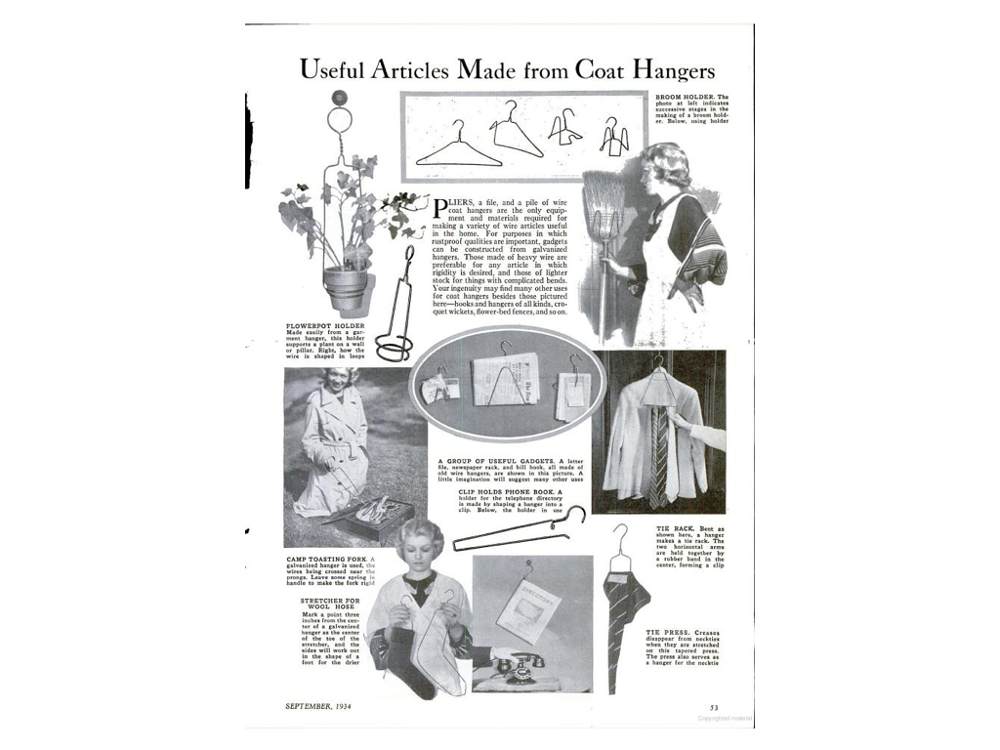 Useful Articles Made from Coat Hangers
BROOM HOLDER. The
photo at left indicates
successive stages in the
making of a broom hold-
er. Below, using holder
PLIERS, a file, and a pile of wire
coat hangers are the only equip-
ment and materials required for
making a variety of wire articles useful
in the home. For purposes in which
rustproof qualities are important, gadgets
can be constructed from galvanized
hangers. Those made of heavy wire are
preferable for any article in which
rigidity is desired, and those of lighter
stock for things with complicated bends.
Your ingenuity may find many other uses
for coat hangers besides those pictured
here—hooks and hangers of all kinds, cro-
quet wickets, flower-bed fences, and so on.
FLOWERPOT HOLDER
Made easily from a gar-
ment hanger, this holder
supports a plant on a wall
or pillar. Right, how the
wire is shaped in loops
A GROUP OF USEFUL GADGETS. A letter
file, newspaper rack, and bill hook, all made of
old wire hangers, are shown in this picture. A
little imagination will suggest many other uses
CLIP HOLDS PHONE BOOK. A
holder for the telephone directory
is made by shaping a hanger into a
clip. Below, the holder in use
TIE RACK. Bent as
shown here, a hanger
makes a tie rack. The
two horizontal arms
are held together by
a rubber band in the
center, forming a clip
CAMP TOASTING FORK. A
galvanized hanger is used, the
wires being crossed near the
prongs. Leave some spring in
handle to make the fork rigid
DIRECTORY
STRETCHER FOR
WOOL HOSE
Mark a point three
inches from the cen-
ter of a galvanized
hanger as the center
of the toe of the
stretcher, and the
sides will work out
in the shape of a
foot for the drier
TIE PRESS. Creases
disappear from neckties
when they are stretched
on this tapered press.
The press also serves as
a hanger for the necktie
SEPTEMBER, 1934
53
Copyrighted material